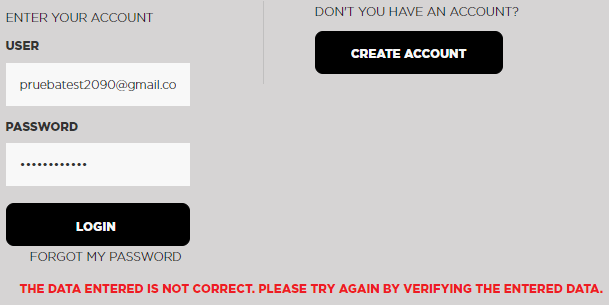 ENTER YOUR ACCOUNT
USER
pruebatest2090@gmail.co
PASSWORD
••••••••••••
LOGIN
FORGOT MY PASSWORD
DON'T YOU HAVE AN ACCOUNT?
CREATE ACCOUNT
THE DATA ENTERED IS NOT CORRECT. PLEASE TRY AGAIN BY VERIFYING THE ENTERED DATA.